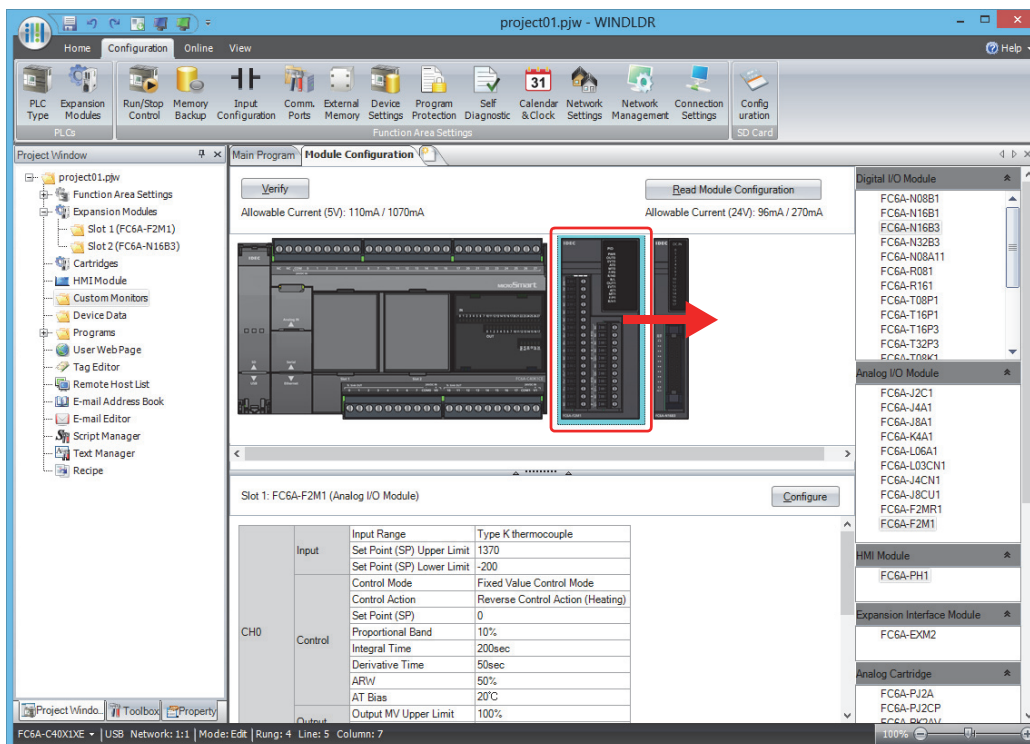 project01.pjw - WINDLDR
Home Configuration Online View
Help
PLC Type
Expansion Modules
Run/Stop Control
Memory Backup
Input Configuration
Comm. Ports
External Memory
Device Settings
Program Protection
Self Diagnostic
Calendar & Clock
Network Settings
Network Management
Connection Settings
Config uration
PLCs
Function Area Settings
SD Card
31
Project Window
project01.pjw
Function Area Settings
Expansion Modules
Slot 1 (FC6A-F2M1)
Slot 2 (FC6A-N16B3)
Cartridges
HMI Module
Custom Monitors
Device Data
Programs
User Web Page
Tag Editor
Remote Host List
E-mail Address Book
E-mail Editor
Script Manager
Text Manager
Recipe
Project Windo...
Toolbox
Property
Main Program
Module Configuration
Verify
Read Module Configuration
Allowable Current (5V): 110mA / 1070mA
Allowable Current (24V): 96mA / 270mA
IDEC
MICROSmart
Slot 1: FC6A-F2M1 (Analog I/O Module)
Configure
CH0
Input
Input Range Type K thermocouple
Set Point (SP) Upper Limit 1370
Set Point (SP) Lower Limit -200
Control
Control Mode Fixed Value Control Mode
Control Action Reverse Control Action (Heating)
Set Point (SP) 0
Proportional Band 10%
Integral Time 200sec
Derivative Time 50sec
ARW 50%
AT Bias 20°C
Output
Output MV Upper Limit 100%
Digital I/O Module
FC6A-N08B1
FC6A-N16B1
FC6A-N16B3
FC6A-N32B3
FC6A-N08A11
FC6A-R081
FC6A-R161
FC6A-T08P1
FC6A-T16P1
FC6A-T16P3
FC6A-T32P3
FC6A-T08K1
Analog I/O Module
FC6A-J2C1
FC6A-J4A1
FC6A-J8A1
FC6A-K4A1
FC6A-L06A1
FC6A-L03CN1
FC6A-J4CN1
FC6A-J8CU1
FC6A-F2MR1
FC6A-F2M1
HMI Module
FC6A-PH1
Expansion Interface Module
FC6A-EXM2
Analog Cartridge
FC6A-PJ2A
FC6A-PJ2CP
FC6A-PK2AV
FC6A-C40X1XE USB Network: 1:1 Mode: Edit Rung: 4 Line: 5 Column: 7
100%